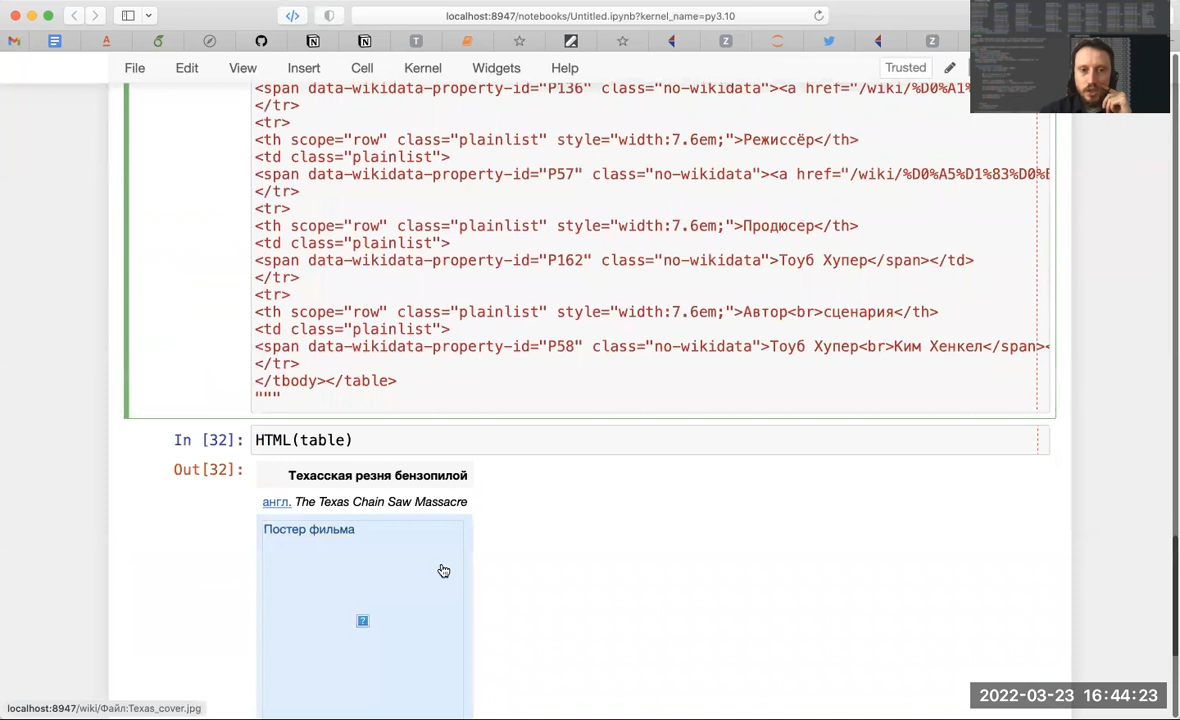 localhost:8947/notebooks/Untitled.ipynb?kernel_name=py3.10
File Edit View Insert Cell Kernel Widgets Help Trusted
<span data-wikidata-property-id="P136" class="no-wikidata"><a href="/wiki/%D0%A1%
</tr>
<tr>
<th scope="row" class="plainlist" style="width:7.6em;">Режиссёр</th>
<td class="plainlist">
<span data-wikidata-property-id="P57" class="no-wikidata"><a href="/wiki/%D0%A5%D1%83%D0%B
</tr>
<tr>
<th scope="row" class="plainlist" style="width:7.6em;">Продюсер</th>
<td class="plainlist">
<span data-wikidata-property-id="P162" class="no-wikidata">Тоуб Хупер</span></td>
</tr>
<tr>
<th scope="row" class="plainlist" style="width:7.6em;">Автор<br>сценария</th>
<td class="plainlist">
<span data-wikidata-property-id="P58" class="no-wikidata">Тоуб Хупер<br>Ким Хенкел</span><
</tr>
</tbody></table>
"""
In [32]: HTML(table)
Out[32]:
Техасская резня бензопилой
англ. The Texas Chain Saw Massacre
Постер фильма
localhost:8947/wiki/Файл:Texas_cover.jpg
2022-03-23 16:44:23